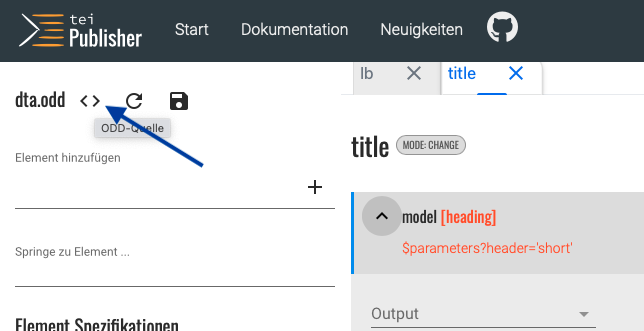 tei
Publisher
Start
Dokumentation
Neuigkeiten
dta.odd
ODD-Quelle
Element hinzufügen
Springe zu Element ...
Element Spezifikationen
lb
title
title
MODE: CHANGE
model [heading]
$parameters?header='short'
Output